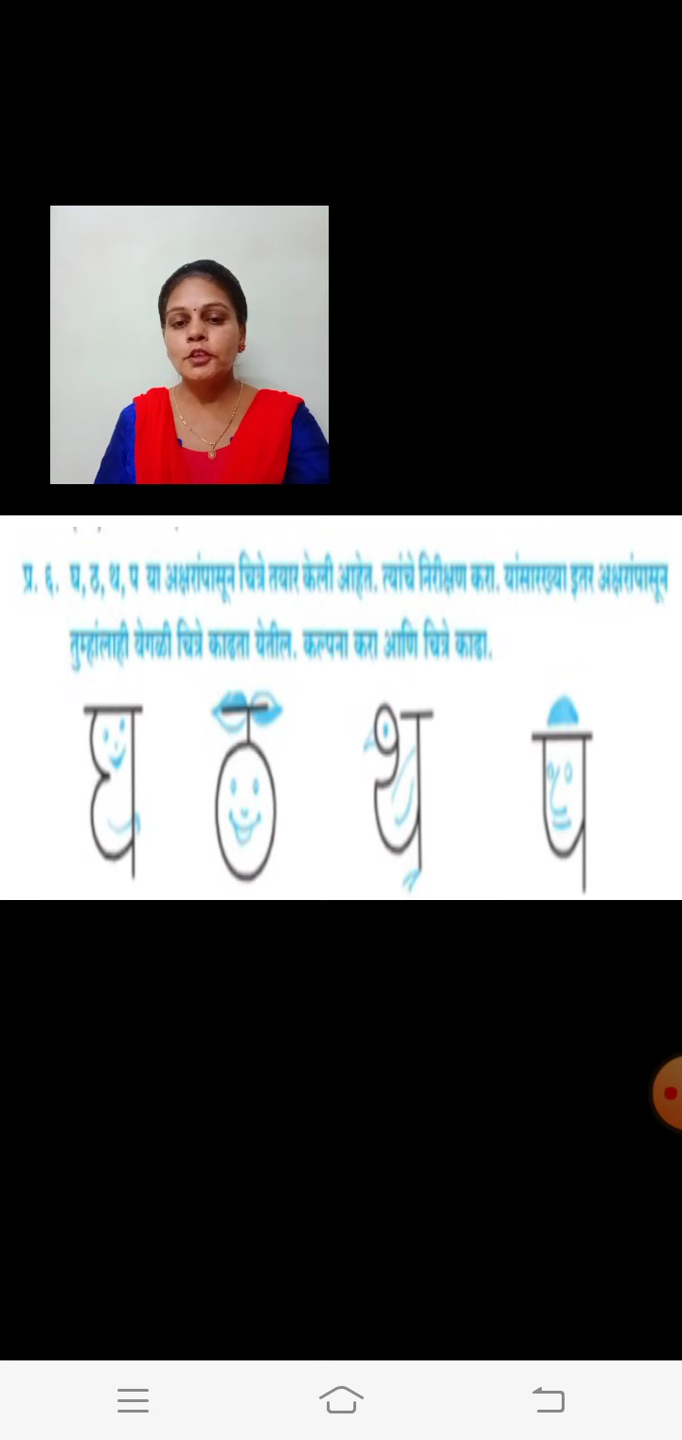 प्र. ६. घ, ठ, थ, प या अक्षरांपासून चित्रे तयार केली आहेत. त्यांचे निरीक्षण करा. यांसारख्या इतर अक्षरांपासून
तुम्हांलाही वेगळी चित्रे काढता येतील. कल्पना करा आणि चित्रे काढा.
घ ठ थ प